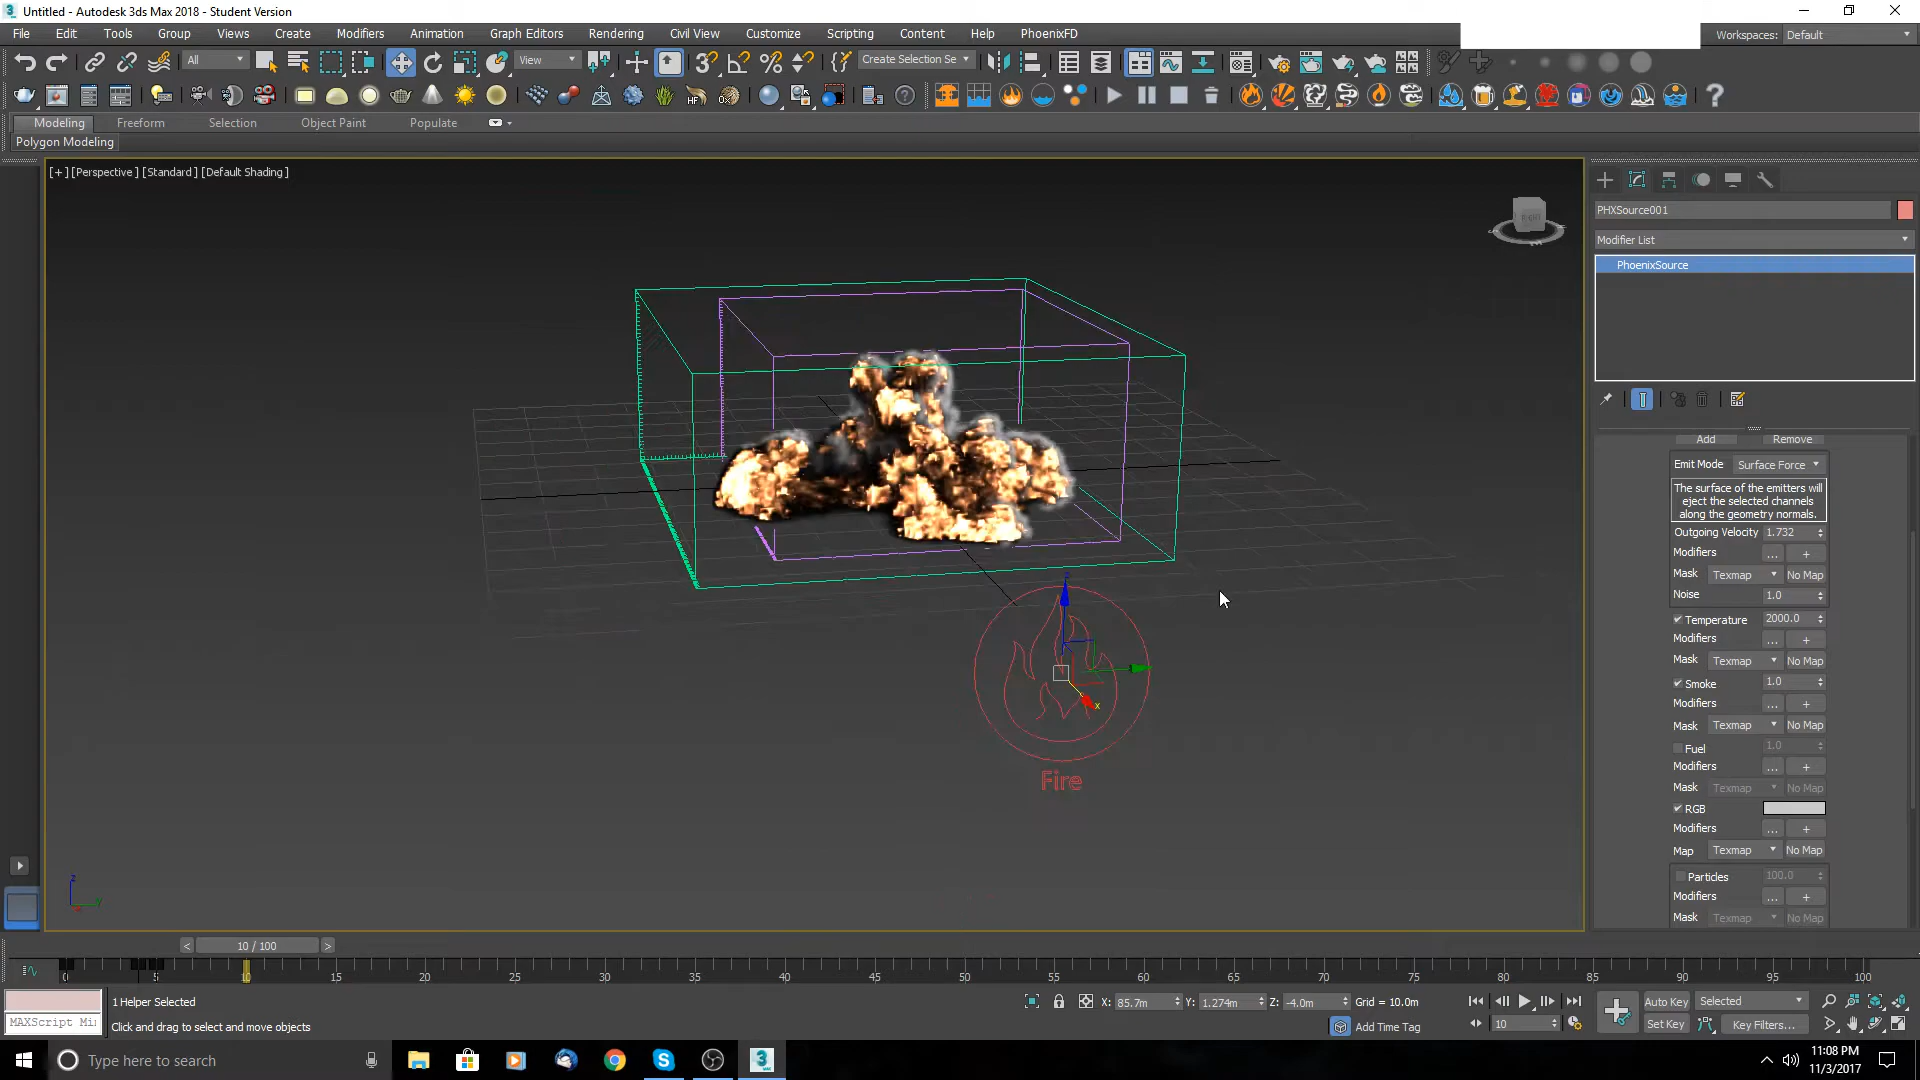 Untitled - Autodesk 3ds Max 2018 - Student Version
File Edit Tools Group Views Create Modifiers Animation Graph Editors Rendering Civil View Customize Scripting Content Help PhoenixFD
Workspaces: Default
All View Create Selection Se
HF
Modeling Freeform Selection Object Paint Populate
Polygon Modeling
[+] [Perspective] [Standard] [Default Shading]
PHXSource001
Modifier List
PhoenixSource
Add Remove
Emit Mode Surface Force
The surface of the emitters will
eject the selected channels
along the geometry normals.
Outgoing Velocity 1.732
Modifiers ... +
Mask Texmap No Map
Noise 1.0
Temperature 2000.0
Modifiers ... +
Mask Texmap No Map
Smoke 1.0
Modifiers ... +
Mask Texmap No Map
Fuel 1.0
Modifiers ... +
Mask Texmap No Map
RGB
Modifiers ... +
Map Texmap No Map
Particles 100.0
Modifiers ... +
Mask Texmap No Map
z
x
Fire
z
y
< 10 / 100 >
0 5 10 15 20 25 30 35 40 45 50 55 60 65 70 75 80 85 90 95 100
1 Helper Selected
X: 85.7m Y: 1.274m Z: -4.0m Grid = 10.0m
Auto Key Selected
MAXScript Mi
Click and drag to select and move objects
Add Time Tag
10
Set Key Key Filters...
Type here to search
11:08 PM
11/3/2017